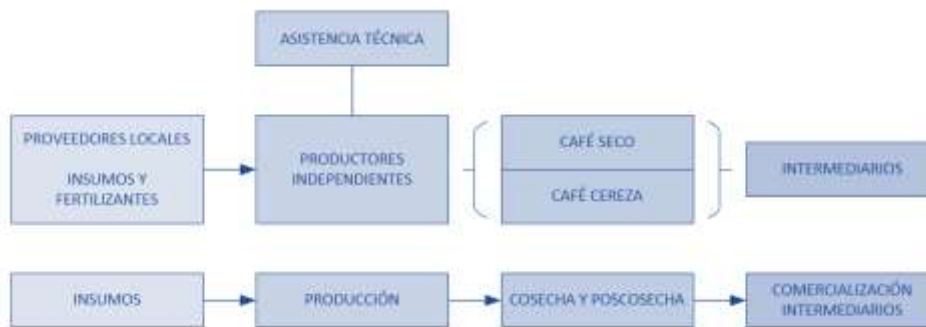 ASISTENCIA TÉCNICA
PROVEEDORES LOCALES
INSUMOS Y
FERTILIZANTES
PRODUCTORES
INDEPENDIENTES
CAFÉ SECO
CAFÉ CEREZA
INTERMEDIARIOS
INSUMOS
PRODUCCIÓN
COSECHA Y POSCOSECHA
COMERCIALIZACIÓN
INTERMEDIARIOS